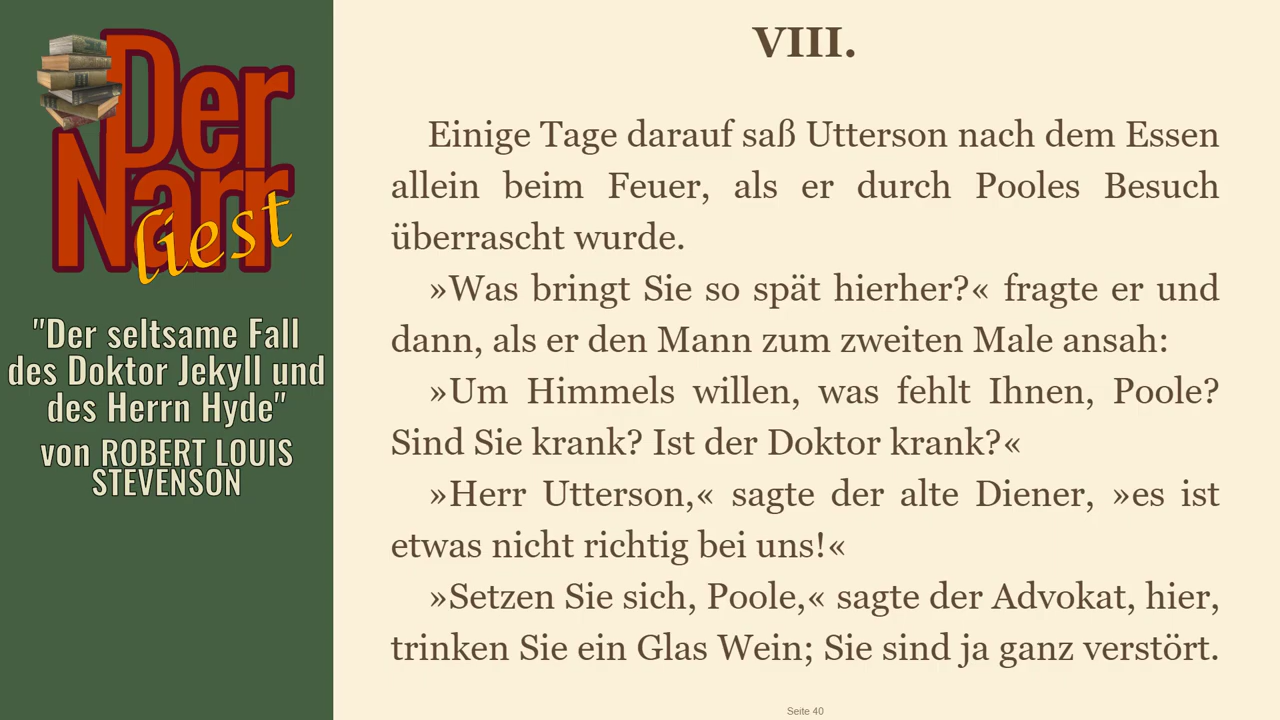 Der
Narr
liest
"Der seltsame Fall
des Doktor Jekyll und
des Herrn Hyde"
von ROBERT LOUIS
STEVENSON
VIII.
Einige Tage darauf saß Utterson nach dem Essen
allein beim Feuer, als er durch Pooles Besuch
überrascht wurde.
»Was bringt Sie so spät hierher?« fragte er und
dann, als er den Mann zum zweiten Male ansah:
»Um Himmels willen, was fehlt Ihnen, Poole?
Sind Sie krank? Ist der Doktor krank?«
»Herr Utterson,« sagte der alte Diener, »es ist
etwas nicht richtig bei uns!«
»Setzen Sie sich, Poole,« sagte der Advokat, hier,
trinken Sie ein Glas Wein; Sie sind ja ganz verstört.
Seite 40